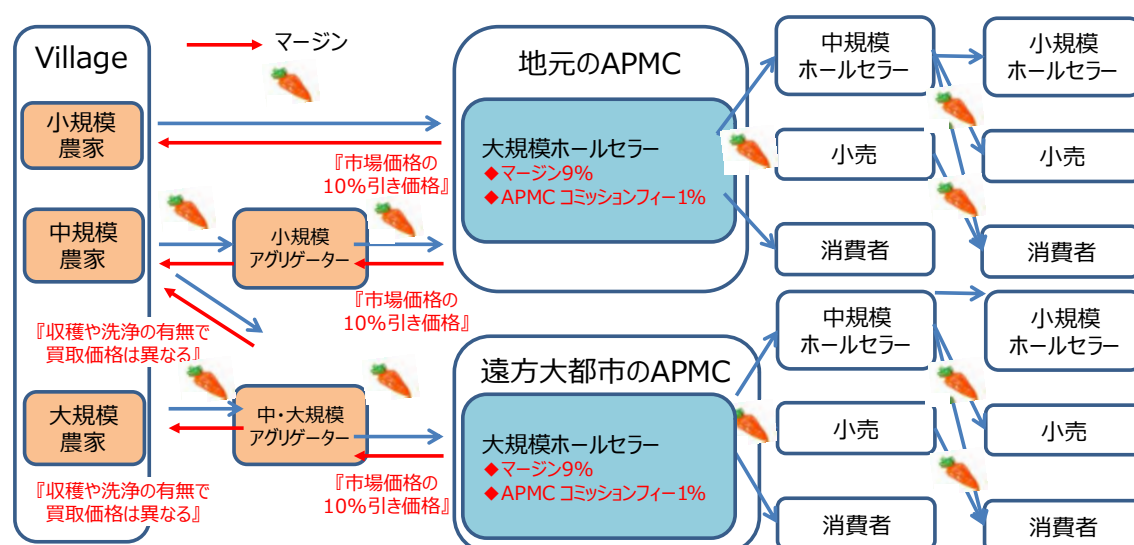 Village
マージン
小規模
農家
中規模
農家
大規模
農家
『市場価格の
10%引き価格』
小規模
アグリゲーター
『市場価格の
10%引き価格』
『収穫や洗浄の有無で
買取価格は異なる』
中・大規模
アグリゲーター
『市場価格の
10%引き価格』
『収穫や洗浄の有無で
買取価格は異なる』
地元のAPMC
大規模ホールセラー
◆マージン9%
◆APMC コミッションフィー1%
遠方大都市のAPMC
大規模ホールセラー
◆マージン9%
◆APMC コミッションフィー1%
中規模
ホールセラー
小売
消費者
小規模
ホールセラー
小売
消費者
中規模
ホールセラー
小売
消費者
小規模
ホールセラー
小売
消費者